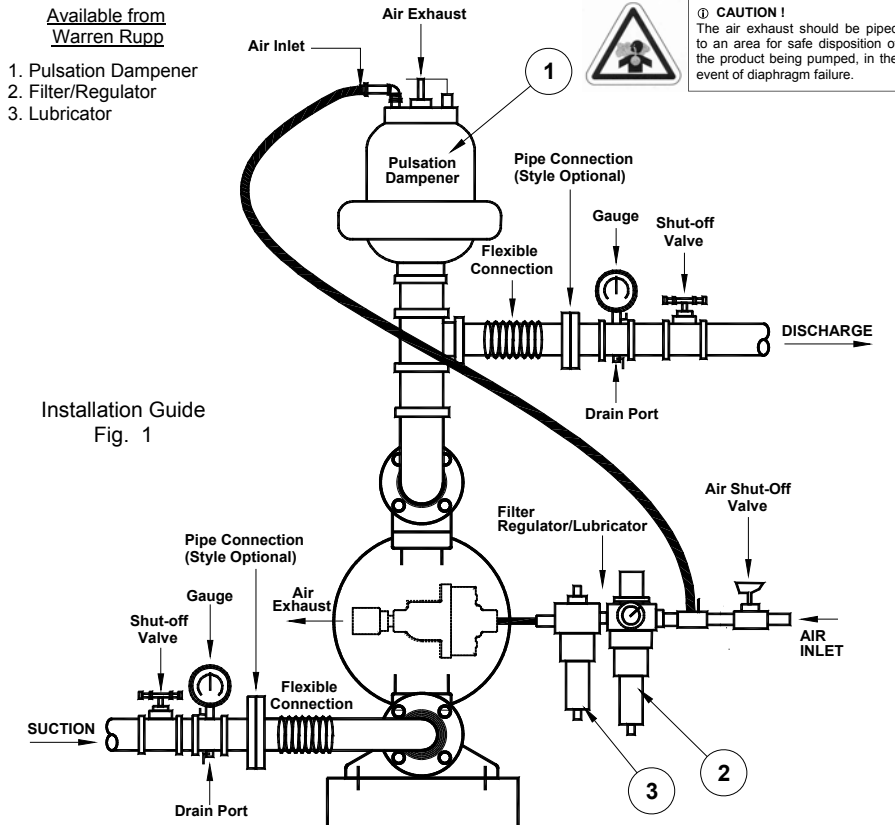 Available from
Warren Rupp
1. Pulsation Dampener
2. Filter/Regulator
3. Lubricator
Air Exhaust
Air Inlet
1
ⓘ CAUTION !
The air exhaust should be piped
to an area for safe disposition of
the product being pumped, in the
event of diaphragm failure.
Pulsation
Dampener
Pipe Connection
(Style Optional)
Gauge
Shut-off
Valve
Flexible
Connection
DISCHARGE
Drain Port
Installation Guide
Fig. 1
Air Shut-Off
Valve
Filter
Regulator/Lubricator
Pipe Connection
(Style Optional)
Air
Exhaust
Gauge
Shut-off
Valve
AIR
INLET
Flexible
Connection
SUCTION
2
3
Drain Port